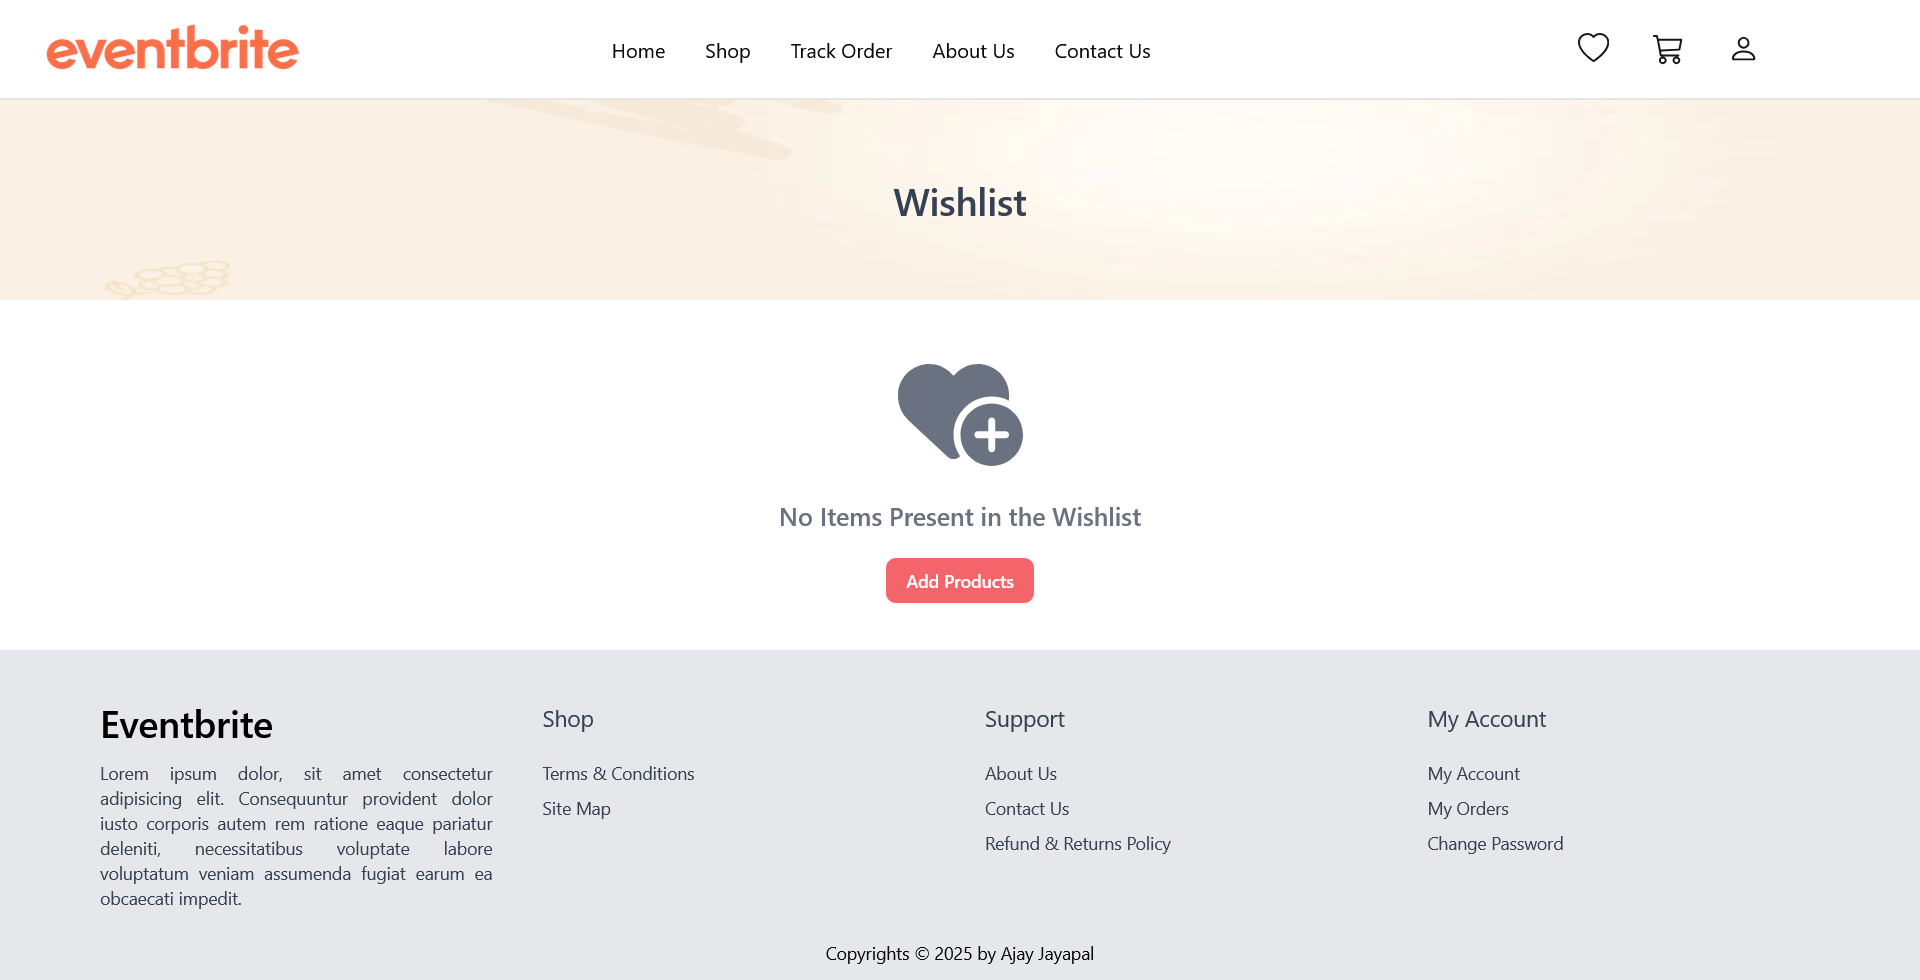 eventbrite
Home Shop Track Order About Us Contact Us
Wishlist
No Items Present in the Wishlist
Add Products
Eventbrite
Lorem ipsum dolor, sit amet consectetur
adipisicing elit. Consequuntur provident dolor
iusto corporis autem rem ratione eaque pariatur
deleniti, necessitatibus voluptate labore
voluptatum veniam assumenda fugiat earum ea
obcaecati impedit.
Shop
Terms & Conditions
Site Map
Support
About Us
Contact Us
Refund & Returns Policy
My Account
My Account
My Orders
Change Password
Copyrights © 2025 by Ajay Jayapal